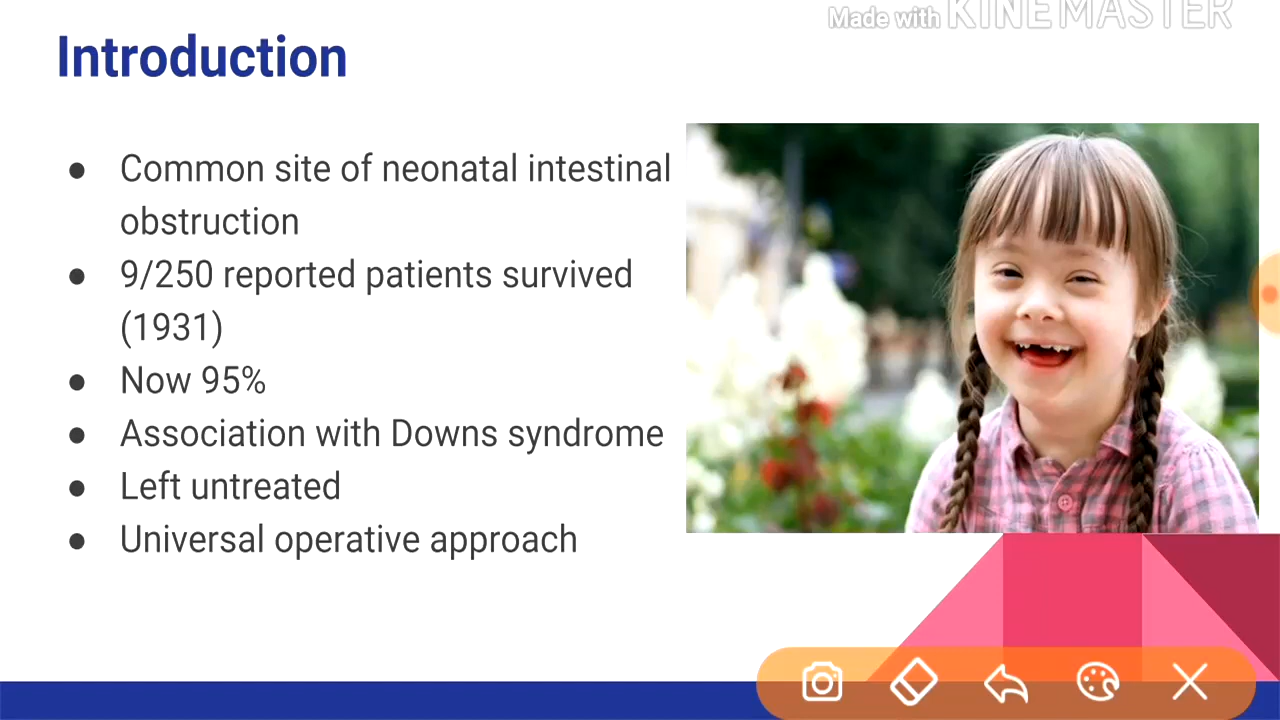 Made with KINEMASTER
Introduction
● Common site of neonatal intestinal
obstruction
● 9/250 reported patients survived
(1931)
● Now 95%
● Association with Downs syndrome
● Left untreated
● Universal operative approach